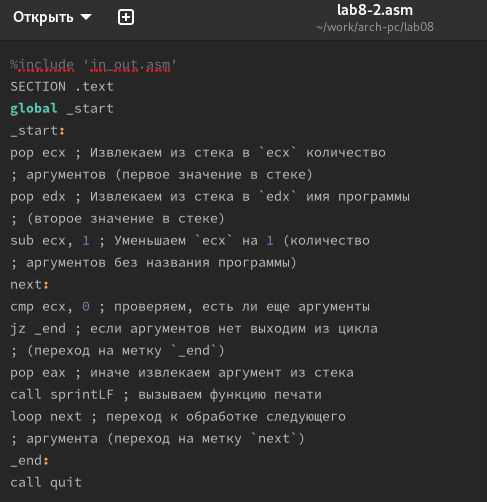 Открыть
lab8-2.asm
~/work/arch-pc/lab08
%include 'in_out.asm'
SECTION .text
global _start
_start:
pop ecx ; Извлекаем из стека в `ecx` количество
; аргументов (первое значение в стеке)
pop edx ; Извлекаем из стека в `edx` имя программы
; (второе значение в стеке)
sub ecx, 1 ; Уменьшаем `ecx` на 1 (количество
; аргументов без названия программы)
next:
cmp ecx, 0 ; проверяем, есть ли еще аргументы
jz _end ; если аргументов нет выходим из цикла
; (переход на метку `_end`)
pop eax ; иначе извлекаем аргумент из стека
call sprintLF ; вызываем функцию печати
loop next ; переход к обработке следующего
; аргумента (переход на метку `next`)
_end:
call quit